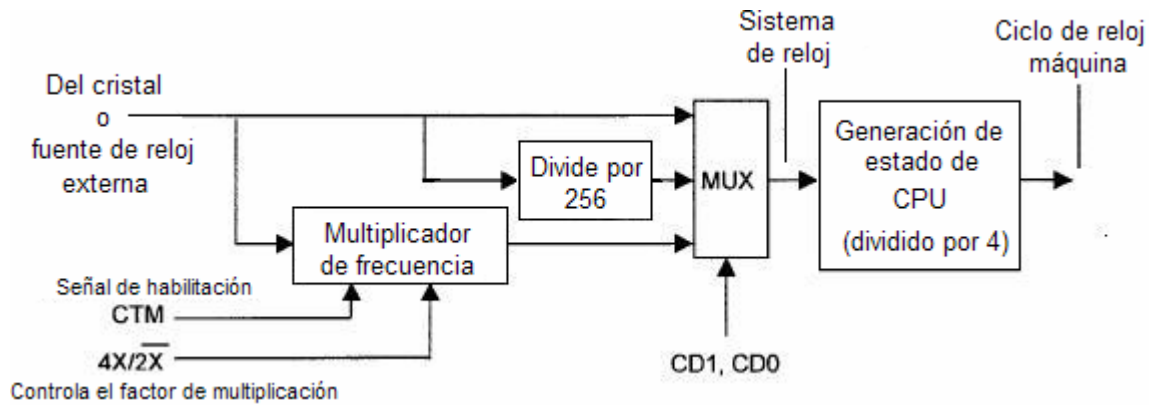 Sistema
de reloj
Ciclo de reloj
máquina
Del cristal
o
fuente de reloj
externa
Divide por
256
MUX
Generación de
estado de
CPU
(dividido por 4)
Multiplicador
de frecuencia
Señal de habilitación
CTM
4X/2X̅
CD1, CD0
Controla el factor de multiplicación